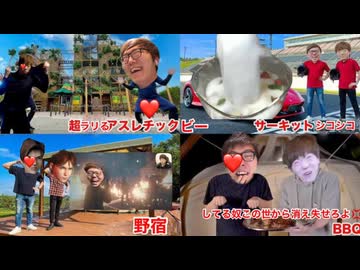 超ラリるアスレチックビー
サーキットシコシコ
野宿
してる奴この世から消え失せろよ
BBQ